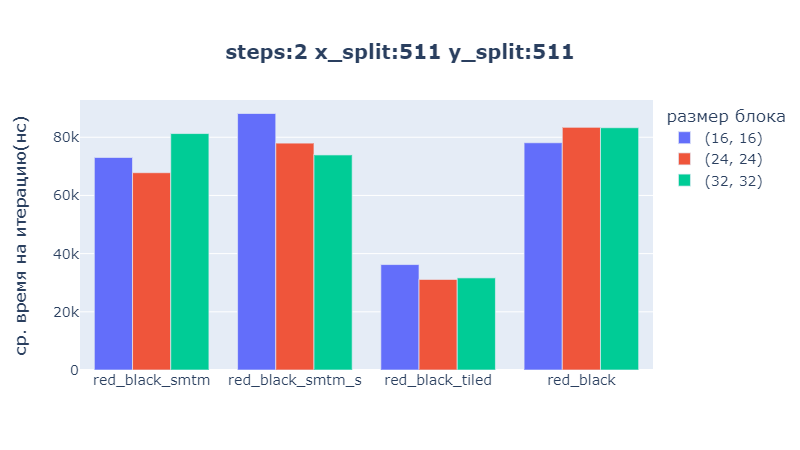 steps:2 x_split:511 y_split:511
ср. время на итерацию(нс)
80k
60k
40k
20k
0
red_black_smtm
red_black_smtm_s
red_black_tiled
red_black
размер блока
(16, 16)
(24, 24)
(32, 32)